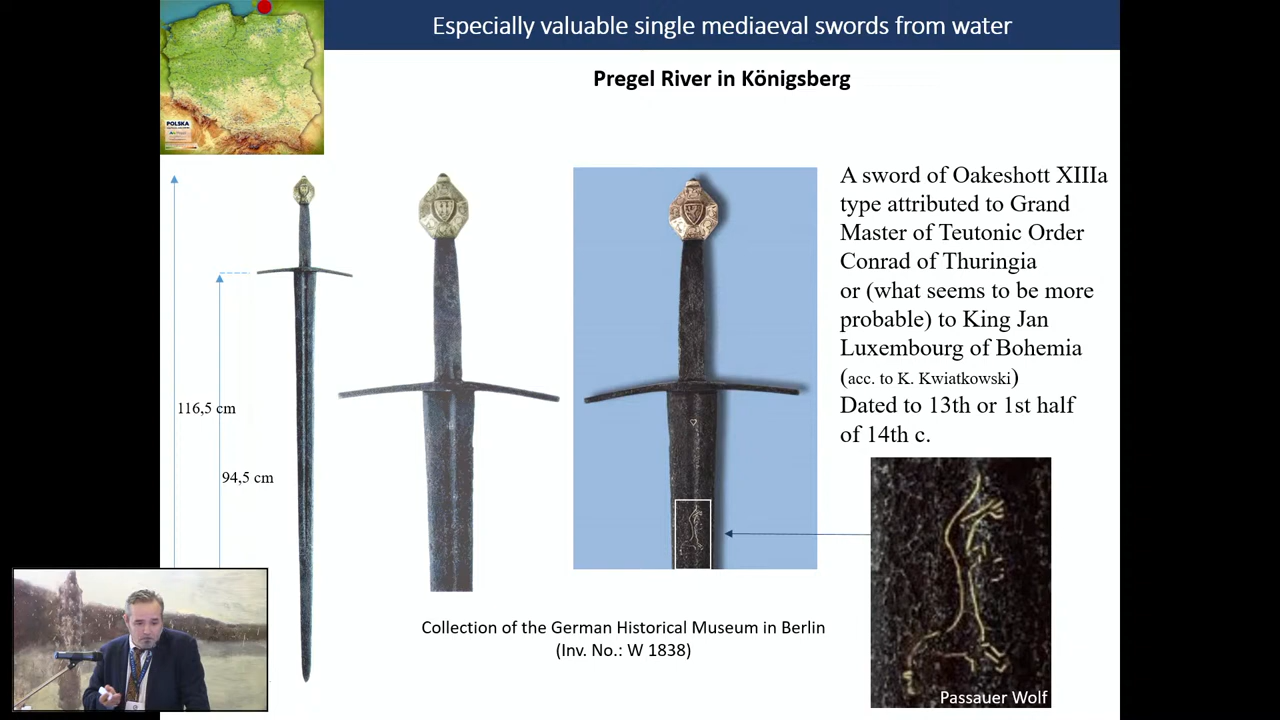 Especially valuable single mediaeval swords from water
Pregel River in Königsberg
POLSKA
116,5 cm
94,5 cm
A sword of Oakeshott XIIIa
type attributed to Grand
Master of Teutonic Order
Conrad of Thuringia
or (what seems to be more
probable) to King Jan
Luxembourg of Bohemia
(acc. to K. Kwiatkowski)
Dated to 13th or 1st half
of 14th c.
Collection of the German Historical Museum in Berlin
(Inv. No.: W 1838)
Passauer Wolf